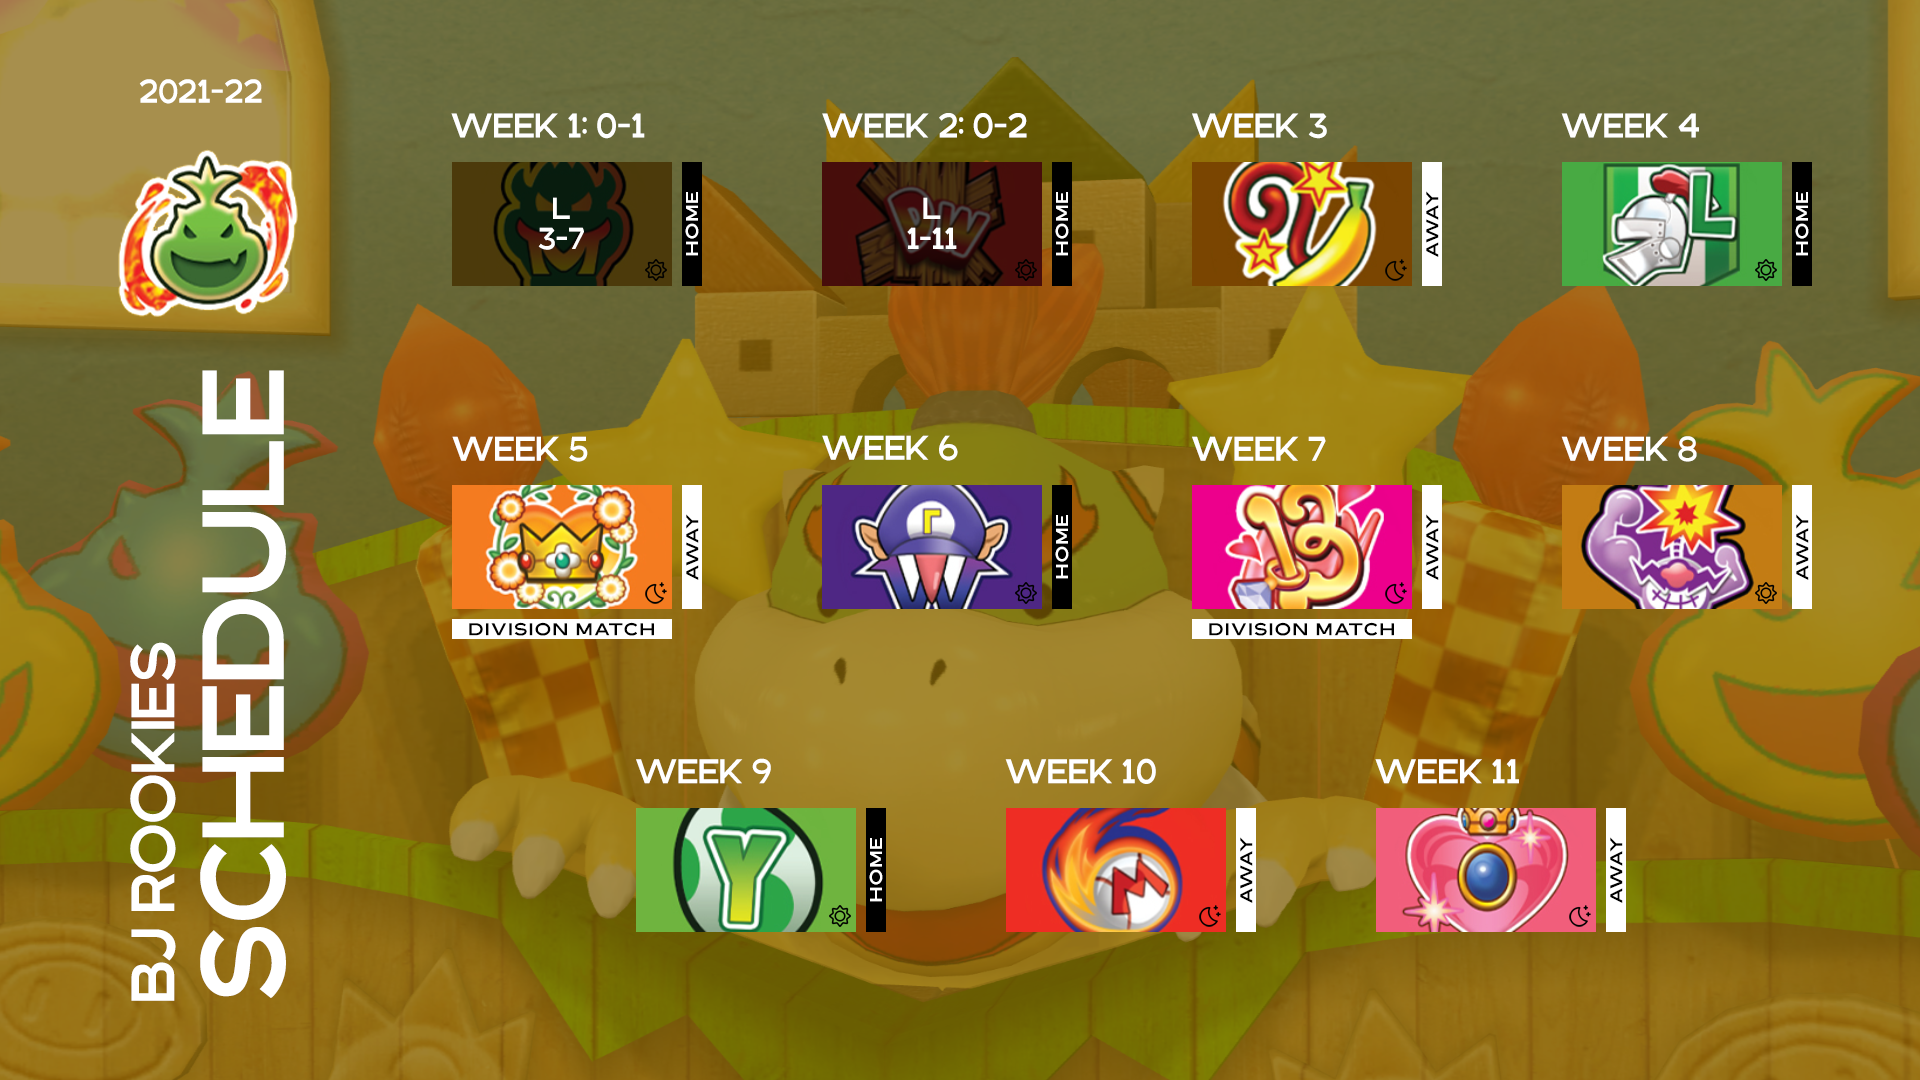 2021-22
BJ ROOKIES
SCHEDULE
WEEK 1: 0-1
L
3-7
HOME
WEEK 2: 0-2
DW
L
1-11
HOME
WEEK 3
AWAY
WEEK 4
L
HOME
WEEK 5
AWAY
DIVISION MATCH
WEEK 6
Γ
W
HOME
WEEK 7
AWAY
DIVISION MATCH
WEEK 8
AWAY
WEEK 9
Y
HOME
WEEK 10
M
AWAY
WEEK 11
AWAY